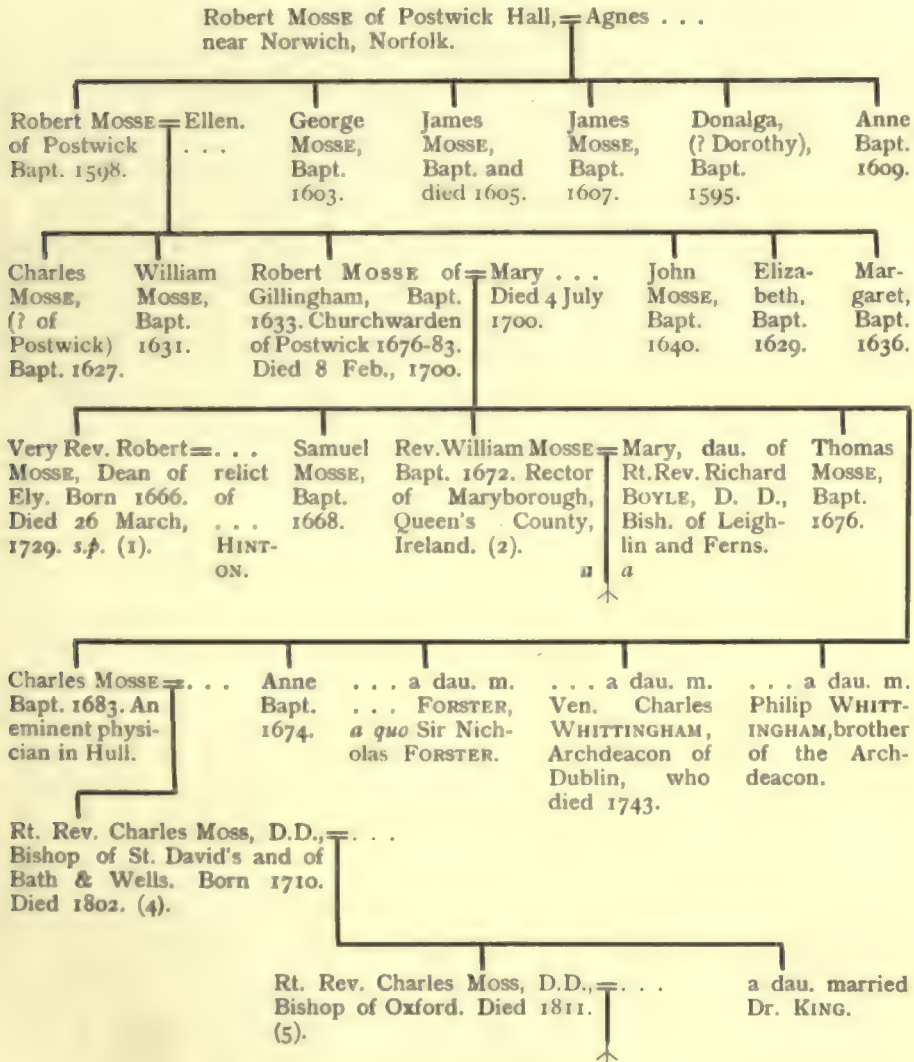 Robert MOSSE of Postwick Hall, = Agnes . . .
near Norwich, Norfolk.
Robert MOSSE = Ellen.
of Postwick . . .
Bapt. 1598.
George
MOSSE,
Bapt.
1603.
James
MOSSE,
Bapt. and
died 1605.
James
MOSSE,
Bapt.
1607.
Donalga,
(? Dorothy),
Bapt.
1595.
Anne
Bapt.
1609.
Charles
MOSSE,
(? of
Postwick)
Bapt. 1627.
William
MOSSE,
Bapt.
1631.
Robert MOSSE of =
Gillingham, Bapt.
1633. Churchwarden
of Postwick 1676-83.
Died 8 Feb., 1700.
Mary . . .
Died 4 July
1700.
John
MOSSE,
Bapt.
1640.
Eliza-
beth,
Bapt.
1629.
Mar-
garet,
Bapt.
1636.
Very Rev. Robert =
MOSSE, Dean of
Ely. Born 1666.
Died 26 March,
1729. s.p. (1).
. . .
relict
of
. . .
HINT-
ON.
Samuel
MOSSE,
Bapt.
1668.
Rev. William MOSSE =
Bapt. 1672. Rector
of Maryborough,
Queen's County,
Ireland. (2).
a
Mary, dau. of
Rt. Rev. Richard
BOYLE, D. D.,
Bish. of Leigh-
lin and Ferns.
a
Thomas
MOSSE,
Bapt.
1676.
Charles MOSSE = . . .
Bapt. 1683. An
eminent physi-
cian in Hull.
Anne
Bapt.
1674.
. . . a dau. m.
. . . FORSTER,
a quo Sir Nich-
olas FORSTER.
. . . a dau. m.
Ven. Charles
WHITTINGHAM,
Archdeacon of
Dublin, who
died 1743.
. . . a dau. m.
Philip WHITT-
INGHAM, brother
of the Arch-
deacon.
Rt. Rev. Charles MOSS, D.D., = . . .
Bishop of St. David's and of
Bath & Wells. Born 1710.
Died 1802. (4).
Rt. Rev. Charles MOSS, D.D., = . . .
Bishop of Oxford. Died 1811.
(5).
a dau. married
Dr. KING.